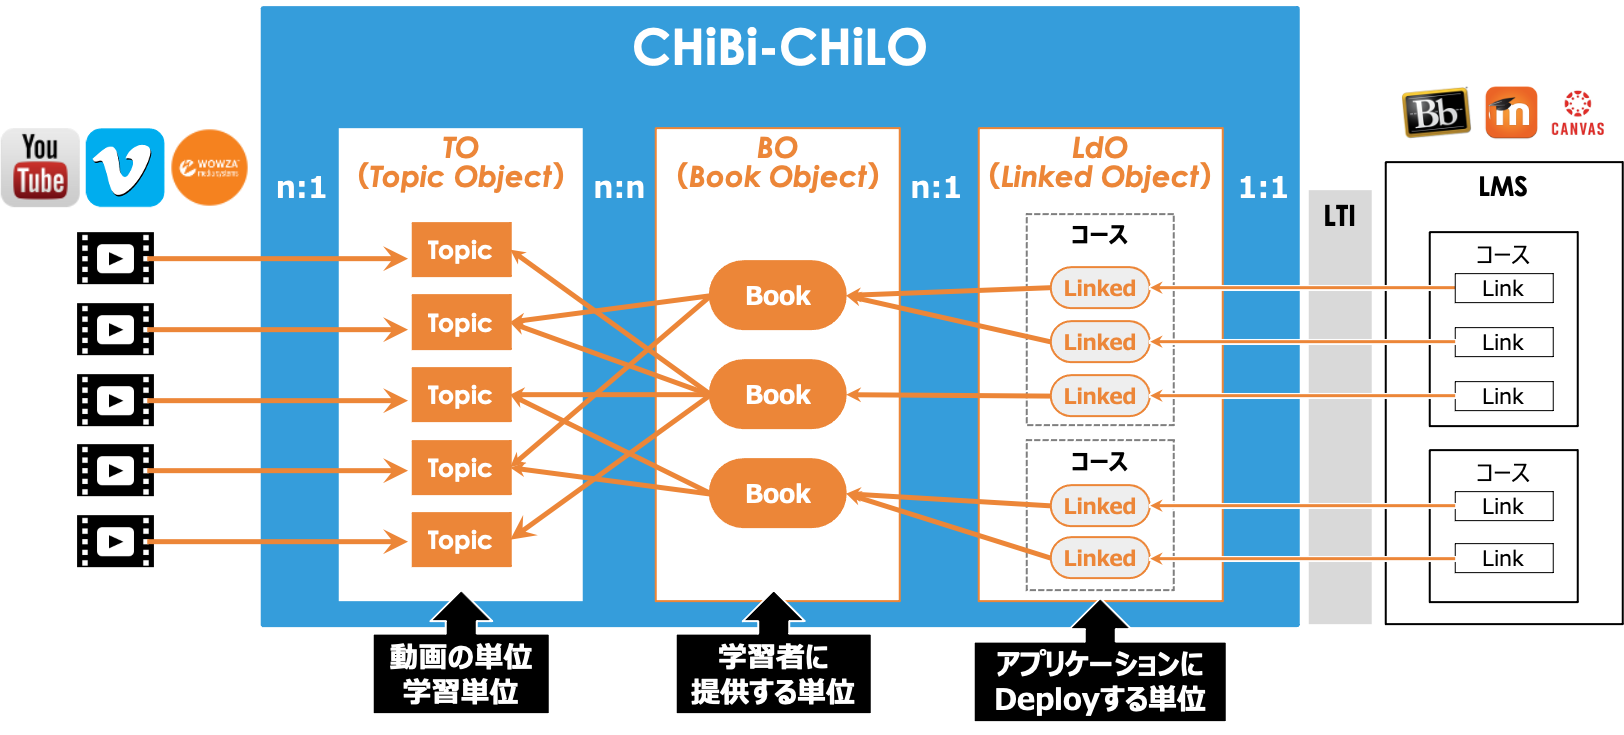 CHiBi-CHiLO
You
Tube
WOWZA
media systems
n:1
TO
(Topic Object)
Topic
Topic
Topic
Topic
Topic
n:n
BO
(Book Object)
Book
Book
Book
n:1
LdO
(Linked Object)
コース
Linked
Linked
Linked
コース
Linked
Linked
1:1
LTI
Bb
m
CANVAS
LMS
コース
Link
Link
Link
コース
Link
Link
動画の単位
学習単位
学習者に
提供する単位
アプリケーションに
Deployする単位